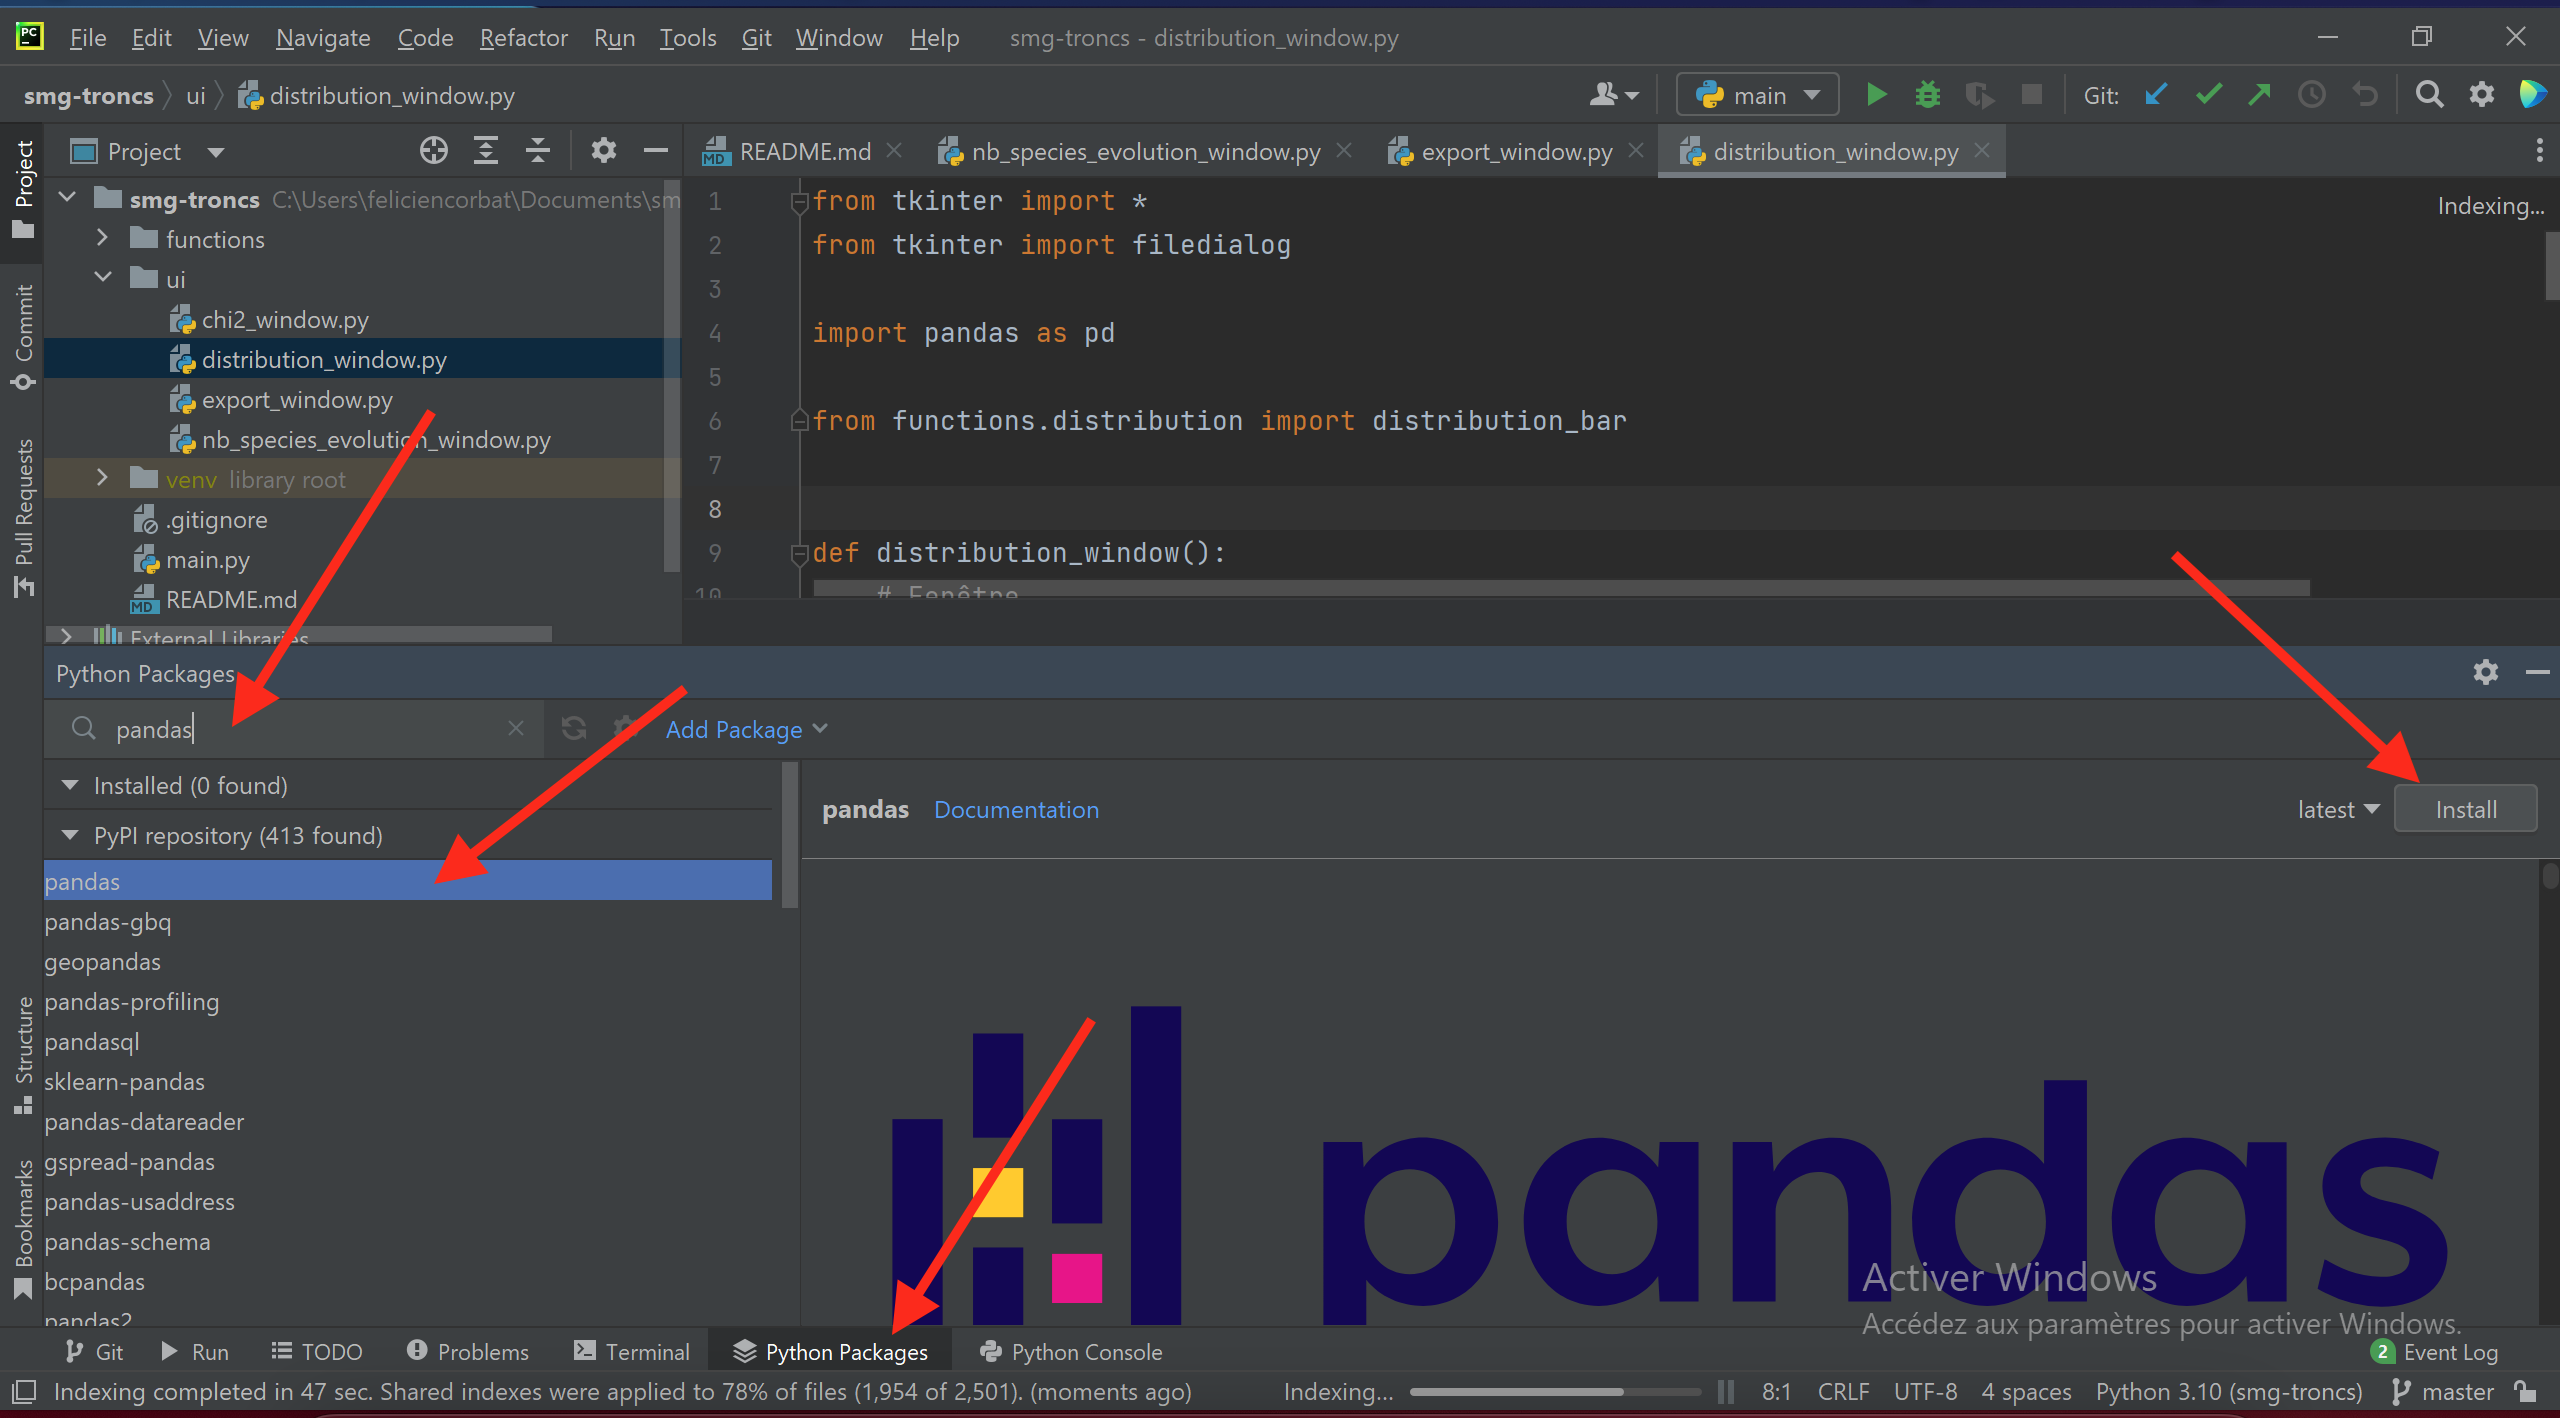 PC File Edit View Navigate Code Refactor Run Tools Git Window Help smg-troncs - distribution_window.py
smg-troncs ui distribution_window.py main Git:
Project README.md nb_species_evolution_window.py export_window.py distribution_window.py
Project
Commit
Pull Requests
Structure
Bookmarks
smg-troncs C:\Users\feliciencorbat\Documents\sm
functions
ui
chi2_window.py
distribution_window.py
export_window.py
nb_species_evolution_window.py
venv library root
.gitignore
main.py
MD README.md
External Libraries
Indexing...
1 from tkinter import *
2 from tkinter import filedialog
3
4 import pandas as pd
5
6 from functions.distribution import distribution_bar
7
8
9 def distribution_window():
10 # Fenêtre
Python Packages
pandas Add Package
Installed (0 found)
PyPI repository (413 found)
pandas
pandas-gbq
geopandas
pandas-profiling
pandasql
sklearn-pandas
pandas-datareader
gspread-pandas
pandas-usaddress
pandas-schema
bcpandas
pandas2
pandas Documentation latest Install
pandas
Activer Windows
Accédez aux paramètres pour activer Windows.
Git Run TODO Problems Terminal Python Packages Python Console 2 Event Log
Indexing completed in 47 sec. Shared indexes were applied to 78% of files (1,954 of 2,501). (moments ago) Indexing... 8:1 CRLF UTF-8 4 spaces Python 3.10 (smg-troncs) master